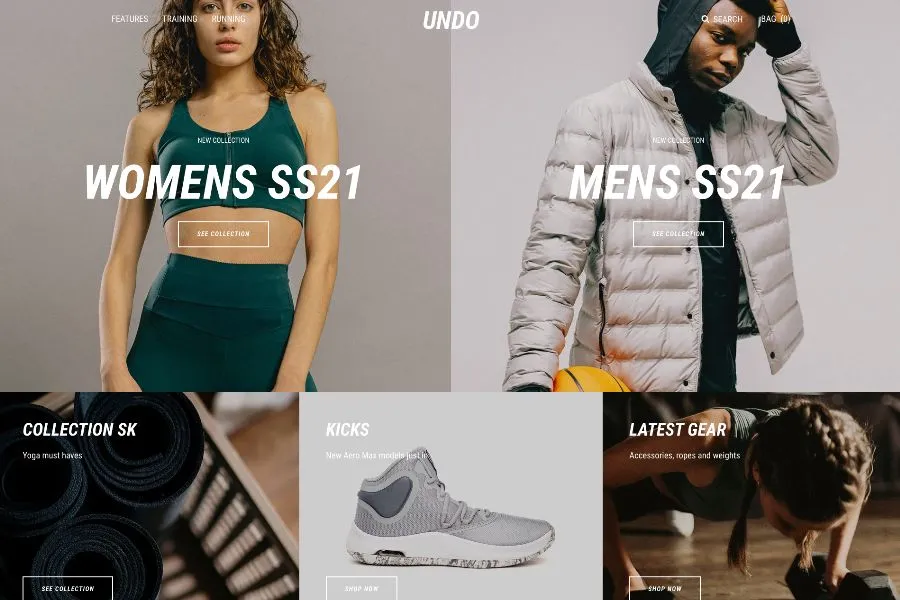 FEATURES TRAINING RUNNING UNDO SEARCH BAG (0)
NEW COLLECTION
WOMENS SS21
SEE COLLECTION
NEW COLLECTION
MENS SS21
SEE COLLECTION
COLLECTION SK
Yoga must haves
SEE COLLECTION
KICKS
New Aero Max models just in
SHOP NOW
LATEST GEAR
Accessories, ropes and weights
SHOP NOW